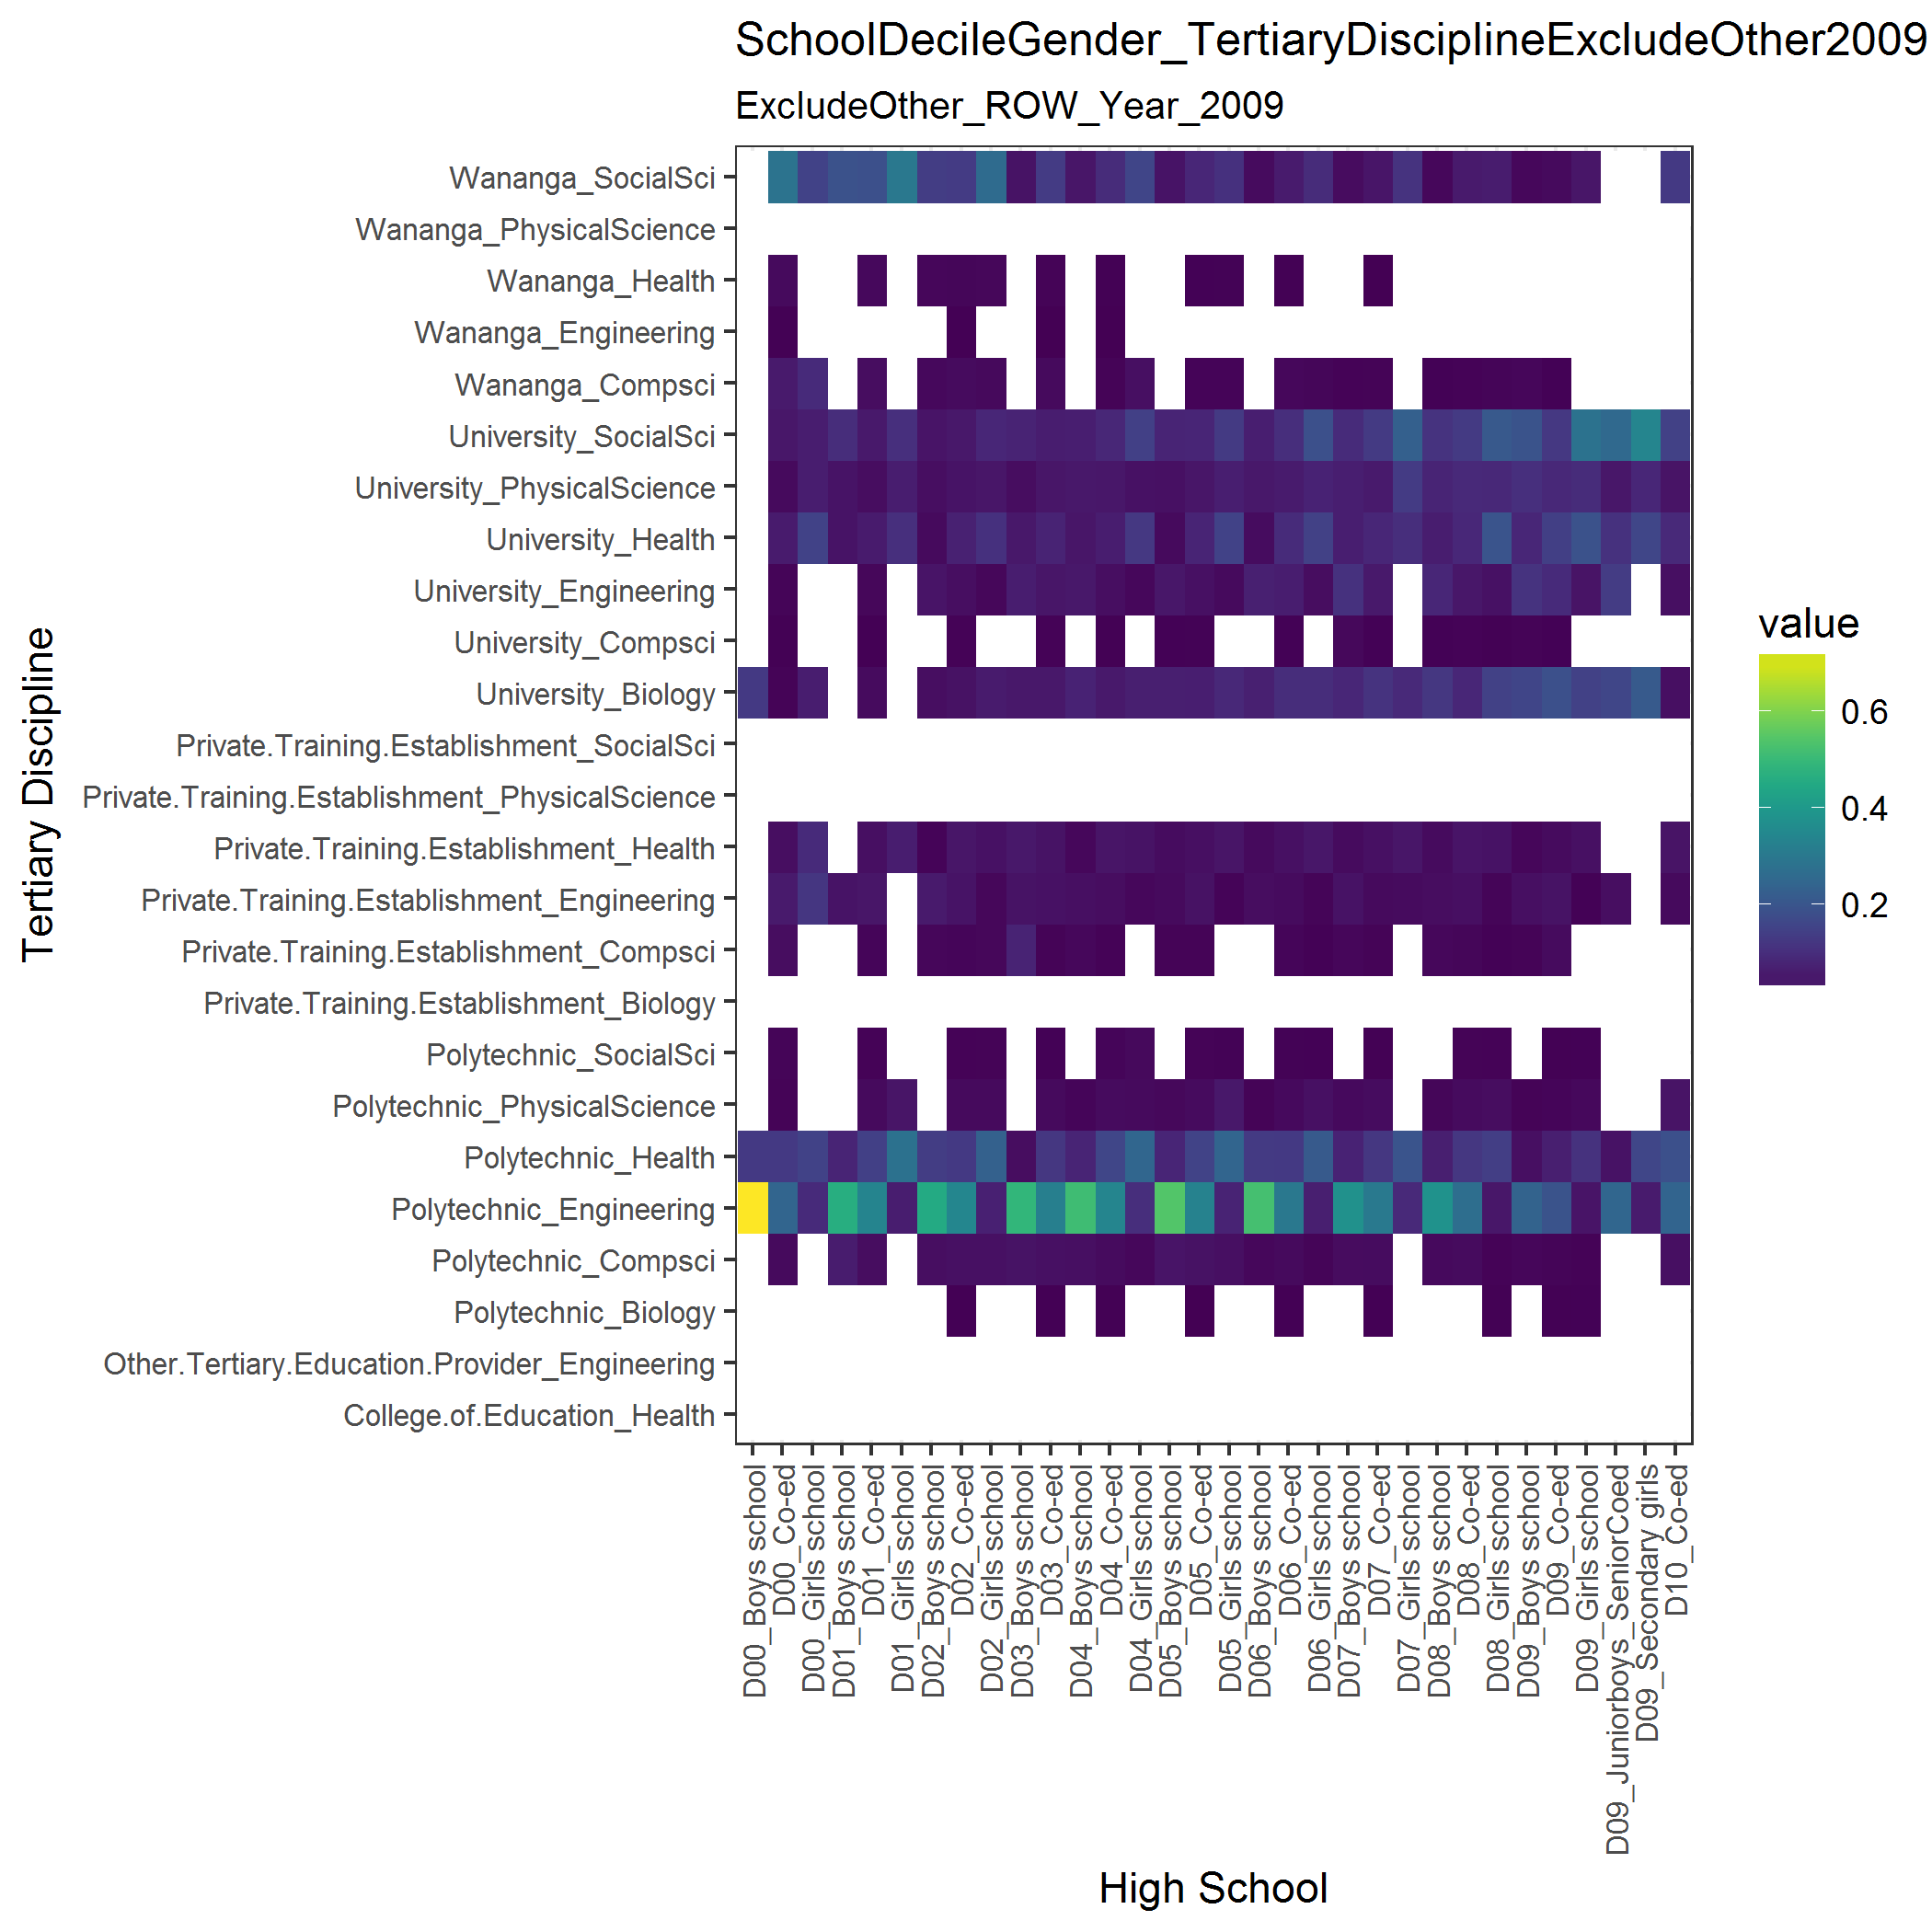 SchoolDecileGender_TertiaryDisciplineExcludeOther2009
ExcludeOther_ROW_Year_2009
Tertiary Discipline
Wananga_SocialSci
Wananga_PhysicalScience
Wananga_Health
Wananga_Engineering
Wananga_Compsci
University_SocialSci
University_PhysicalScience
University_Health
University_Engineering
University_Compsci
University_Biology
Private.Training.Establishment_SocialSci
Private.Training.Establishment_PhysicalScience
Private.Training.Establishment_Health
Private.Training.Establishment_Engineering
Private.Training.Establishment_Compsci
Private.Training.Establishment_Biology
Polytechnic_SocialSci
Polytechnic_PhysicalScience
Polytechnic_Health
Polytechnic_Engineering
Polytechnic_Compsci
Polytechnic_Biology
Other.Tertiary.Education.Provider_Engineering
College.of.Education_Health
D00_Boys school
D00_Co-ed
D00_Girls school
D01_Boys school
D01_Co-ed
D01_Girls school
D02_Boys school
D02_Co-ed
D02_Girls school
D03_Boys school
D03_Co-ed
D04_Boys school
D04_Co-ed
D04_Girls school
D05_Boys school
D05_Co-ed
D05_Girls school
D06_Boys school
D06_Co-ed
D06_Girls school
D07_Boys school
D07_Co-ed
D07_Girls school
D08_Boys school
D08_Co-ed
D08_Girls school
D09_Boys school
D09_Co-ed
D09_Girls school
D09_Juniorboys_SeniorCoed
D09_Secondary girls
D10_Co-ed
High School
value
0.6
0.4
0.2